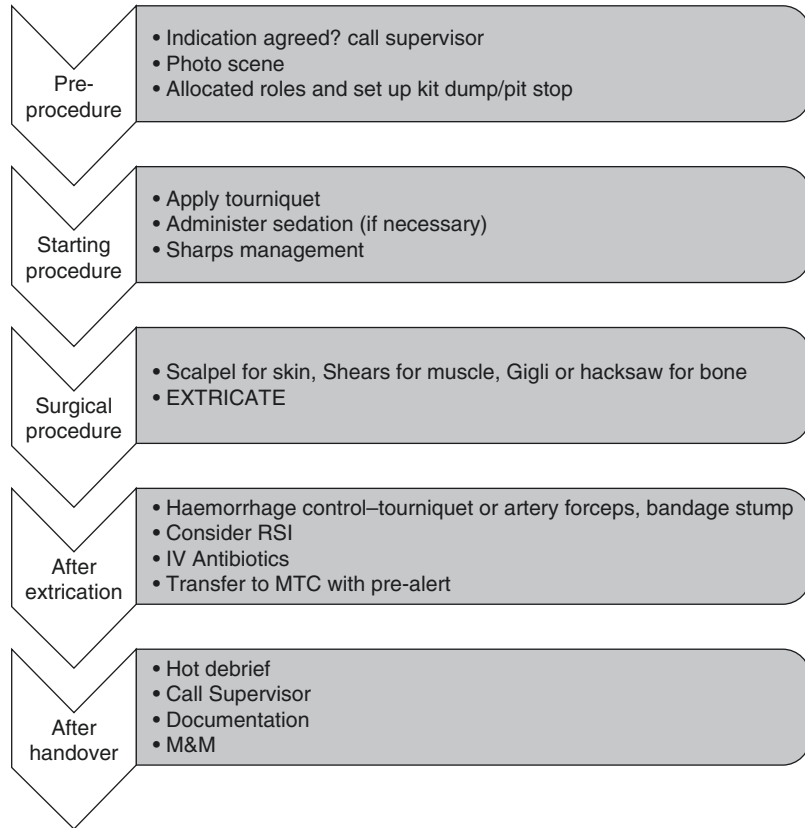 Pre-
procedure
• Indication agreed? call supervisor
• Photo scene
• Allocated roles and set up kit dump/pit stop
Starting
procedure
• Apply tourniquet
• Administer sedation (if necessary)
• Sharps management
Surgical
procedure
• Scalpel for skin, Shears for muscle, Gigli or hacksaw for bone
• EXTRICATE
After
extrication
• Haemorrhage control–tourniquet or artery forceps, bandage stump
• Consider RSI
• IV Antibiotics
• Transfer to MTC with pre-alert
After
handover
• Hot debrief
• Call Supervisor
• Documentation
• M&M